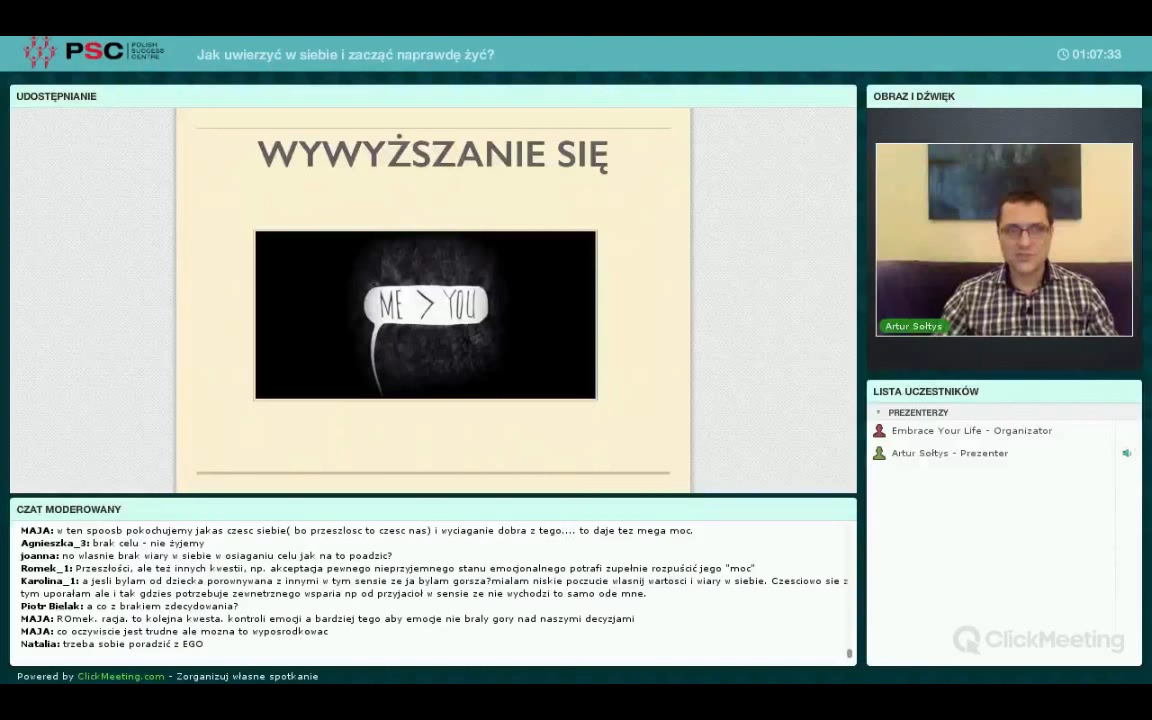 PSC POLISH SUCCESS CENTRE
Jak uwierzyć w siebie i zacząć naprawdę żyć?
01:07:33
UDOSTĘPNIANIE
WYWYŻSZANIE SIĘ
ME > YOU
OBRAZ I DŹWIĘK
Artur Sołtys
LISTA UCZESTNIKÓW
PREZENTERZY
Embrace Your Life - Organizator
Artur Sołtys - Prezenter
CZAT MODEROWANY
MAJA: w ten sposb pokochujemy jakas czesc siebie( bo przeszlosc to czesc nas) i wyciaganie dobra z tego.... to daje tez mega moc.
Agnieszka_3: brak celu - nie żyjemy
joanna: no wlasnie brak wiary w siebie w osiaganiu celu jak na to poadzic?
Romek_1: Przeszłości, ale też innych kwestii, np. akceptacja pewnego nieprzyjemnego stanu emocjonalnego potrafi zupełnie rozpuścić jego "moc"
Karolina_1: a jesli bylam od dziecka porownywana z innymi w tym sensie ze ja bylam gorsza?mialam niskie poczucie wlasnij wartosci i wiary w siebie. Czesciowo sie z
tym uporałam ale i tak gdzies potrzebuje zewnetrznego wsparia np od przyjacioł w sensie ze nie wychodzi to samo ode mne.
Piotr Bielak: a co z brakiem zdecydowania?
MAJA: ROmek. racja. to kolejna kwesta. kontroli emocji a bardziej tego aby emocje nie braly gory nad naszymi decyzjami
MAJA: co oczywiscie jest trudne ale mozna to wyposrodkowac
Natalia: trzeba sobie poradzić z EGO
ClickMeeting
Powered by ClickMeeting.com - Zorganizuj własne spotkanie